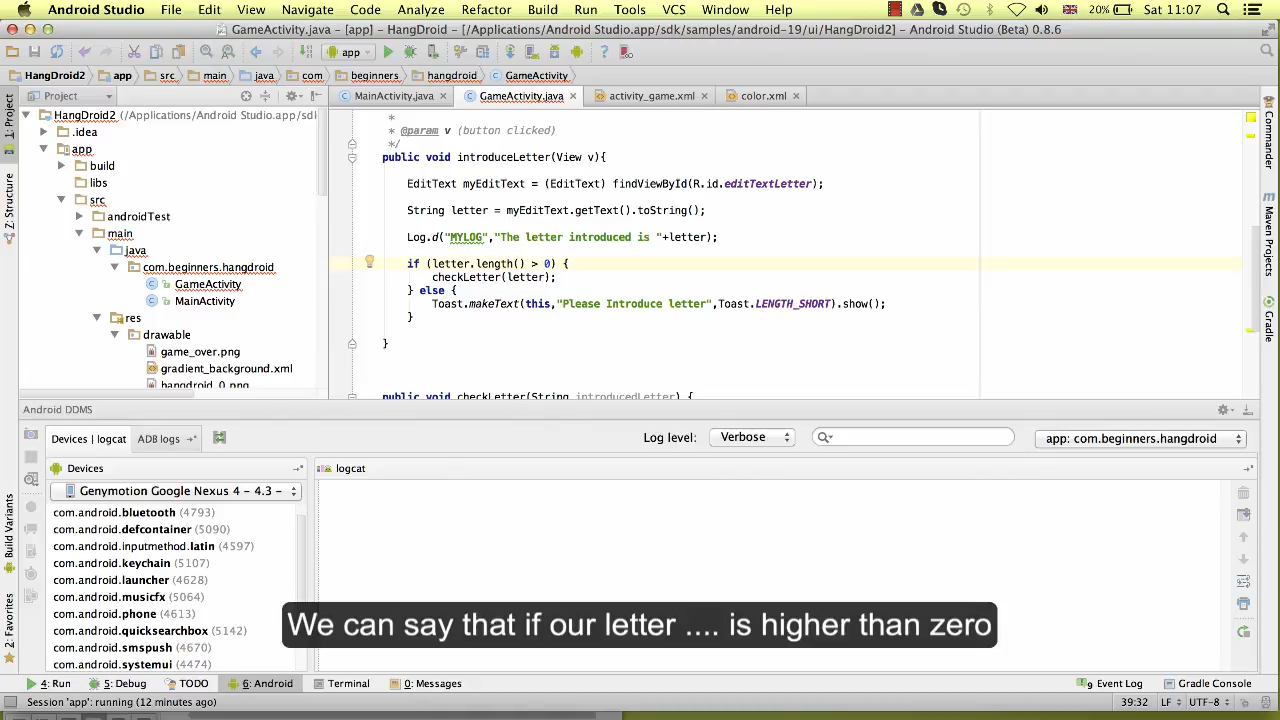 Android Studio File Edit View Navigate Code Analyze Refactor Build Run Tools VCS Window Help 20% Sat 11:07
GameActivity.java - [app] - HangDroid2 - [/Applications/Android Studio.app/sdk/samples/android-19/ui/HangDroid2] - Android Studio (Beta) 0.8.6
app
HangDroid2 app src main java com beginners hangdroid GameActivity
Project MainActivity.java GameActivity.java activity_game.xml color.xml
1: Project
Z: Structure
Build Variants
2: Favorites
HangDroid2 (/Applications/Android Studio.app/sd
.idea
app
build
libs
src
androidTest
main
java
com.beginners.hangdroid
GameActivity
MainActivity
res
drawable
game_over.png
gradient_background.xml
hangdroid_0.png
*
* @param v (button clicked)
*/
public void introduceLetter(View v){
EditText myEditText = (EditText) findViewById(R.id.editTextLetter);
String letter = myEditText.getText().toString();
Log.d("MYLOG","The letter introduced is "+letter);
if (letter.length() > 0) {
checkLetter(letter);
} else {
Toast.makeText(this,"Please Introduce letter",Toast.LENGTH_SHORT).show();
}
}
public void checkLetter(String introducedLetter) {
Commander
Maven Projects
Gradle
Android DDMS
Devices | logcat ADB logs Log level: Verbose app: com.beginners.hangdroid
Devices logcat
Genymotion Google Nexus 4 - 4.3 -
com.android.bluetooth (4793)
com.android.defcontainer (5090)
com.android.inputmethod.latin (4597)
com.android.keychain (5107)
com.android.launcher (4628)
com.android.musicfx (5064)
com.android.phone (4613)
com.android.quicksearchbox (5142)
com.android.smspush (4670)
com.android.systemui (4474)
We can say that if our letter .... is higher than zero
4: Run 5: Debug TODO 6: Android Terminal 0: Messages 9 Event Log Gradle Console
Session 'app': running (12 minutes ago) 39:32 LF UTF-8